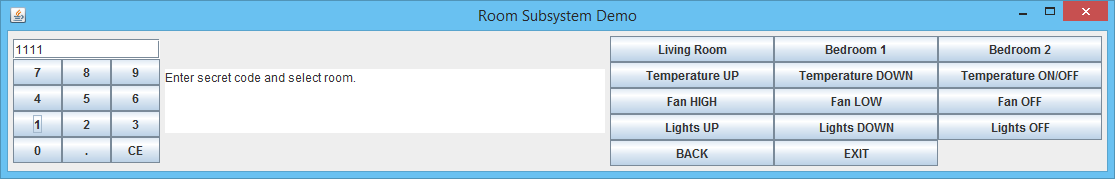 Room Subsystem Demo
1111
7 8 9
4 5 6
1 2 3
0 . CE
Enter secret code and select room.
Living Room Bedroom 1 Bedroom 2
Temperature UP Temperature DOWN Temperature ON/OFF
Fan HIGH Fan LOW Fan OFF
Lights UP Lights DOWN Lights OFF
BACK EXIT